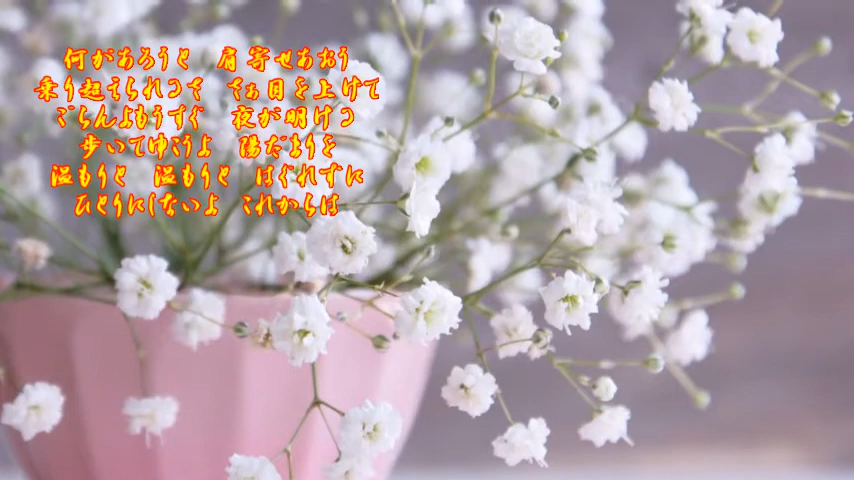 何があろうと 肩寄せあおう
乗り越えられるさ さぁ目を上げて
ごらんよもうすぐ 夜が明ける
歩いてゆこうよ 陽だまりを
温もりと 温もりと はぐれずに
ひとりにしないよ これからは